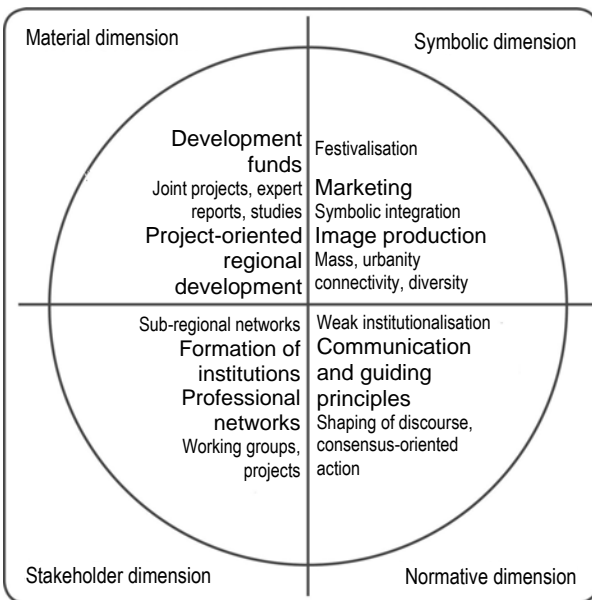 Material dimension
Symbolic dimension
Development
funds
Joint projects, expert
reports, studies
Project-oriented
regional
development
Festivalisation
Marketing
Symbolic integration
Image production
Mass, urbanity
connectivity, diversity
Sub-regional networks
Formation of
institutions
Professional
networks
Working groups,
projects
Weak institutionalisation
Communication
and guiding
principles
Shaping of discourse,
consensus-oriented
action
Stakeholder dimension
Normative dimension